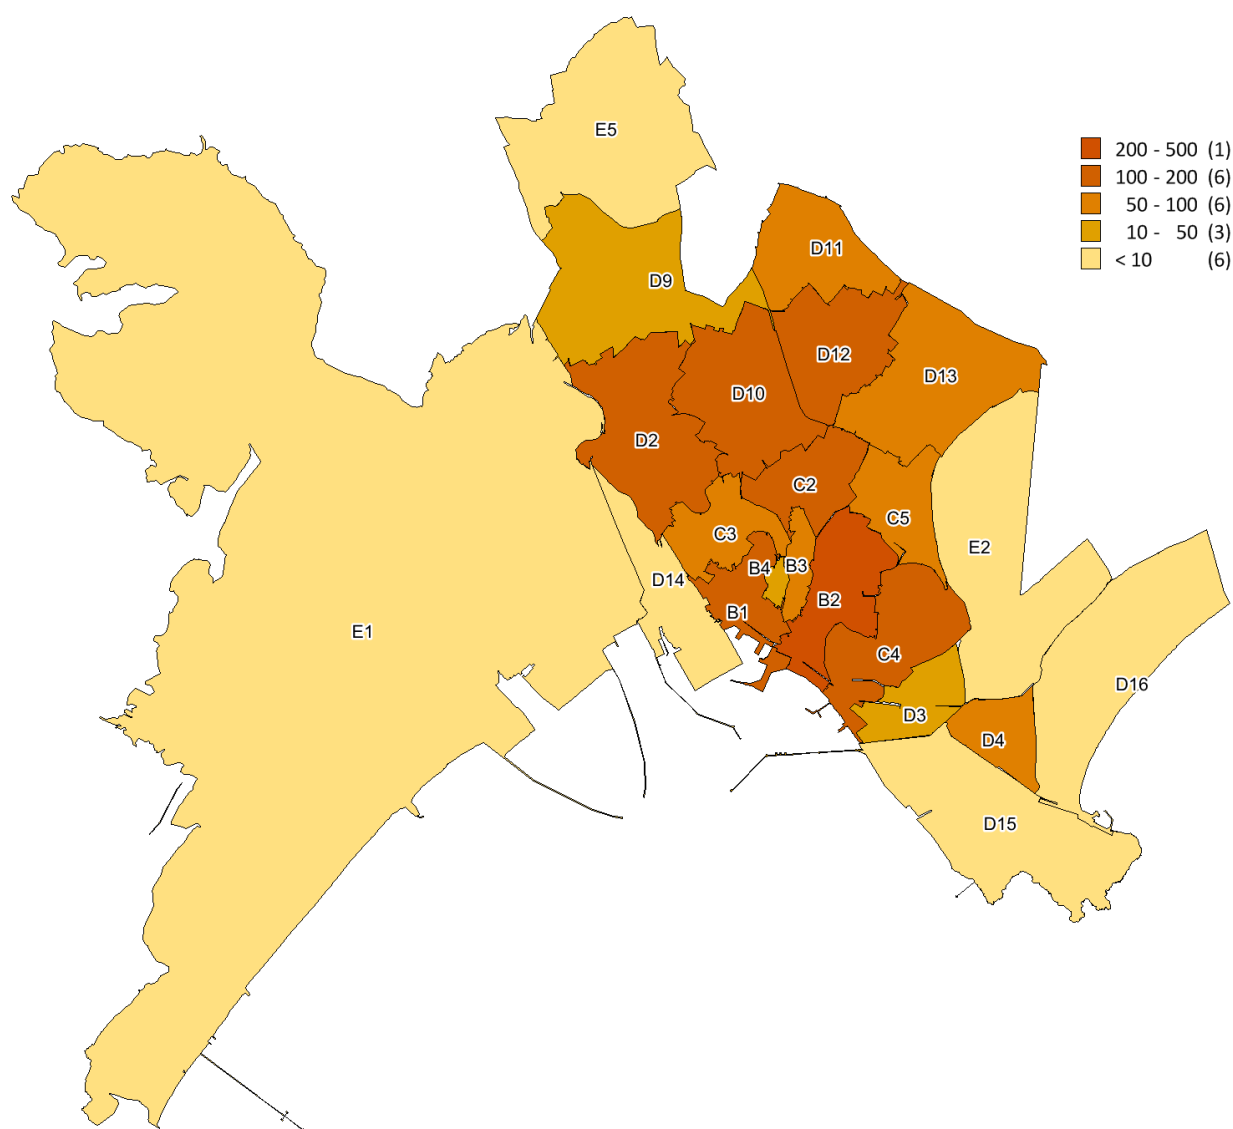 E5
200 - 500 (1)
100 - 200 (6)
50 - 100 (6)
10 - 50 (3)
< 10 (6)
D11
D9
D12
D13
D10
D2
C2
C5
C3
E2
B4
B3
D14
B2
B1
E1
C4
D16
D3
D4
D15